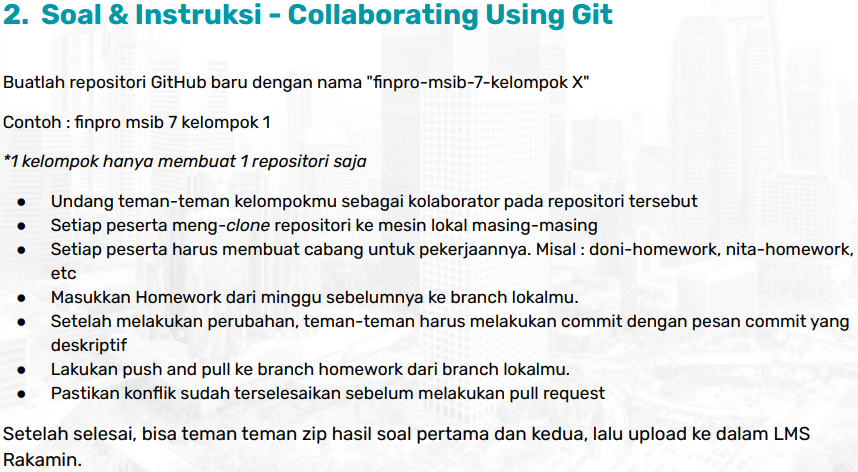 2. Soal & Instruksi - Collaborating Using Git
Buatlah repositori GitHub baru dengan nama "finpro-msib-7-kelompok X"
Contoh : finpro msib 7 kelompok 1
*1 kelompok hanya membuat 1 repositori saja
● Undang teman-teman kelompokmu sebagai kolaborator pada repositori tersebut
● Setiap peserta meng-clone repositori ke mesin lokal masing-masing
● Setiap peserta harus membuat cabang untuk pekerjaannya. Misal : doni-homework, nita-homework,
etc
● Masukkan Homework dari minggu sebelumnya ke branch lokalmu.
● Setelah melakukan perubahan, teman-teman harus melakukan commit dengan pesan commit yang
deskriptif
● Lakukan push and pull ke branch homework dari branch lokalmu.
● Pastikan konflik sudah terselesaikan sebelum melakukan pull request
Setelah selesai, bisa teman teman zip hasil soal pertama dan kedua, lalu upload ke dalam LMS
Rakamin.